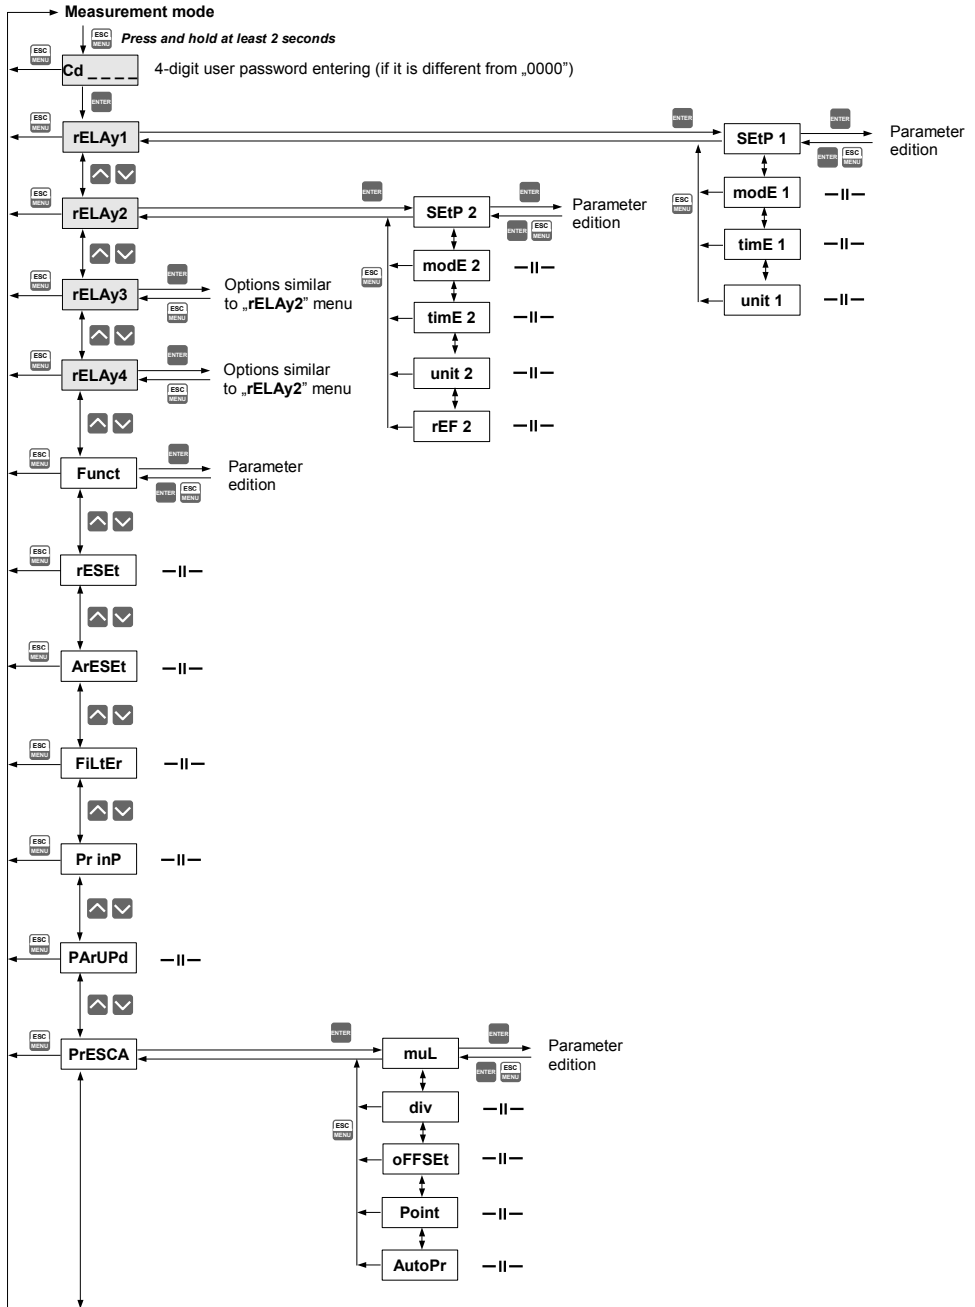 Measurement mode
ESC
MENU
Press and hold at least 2 seconds
ESC
MENU
Cd _ _ _ _
4-digit user password entering (if it is different from „0000”)
ENTER
ESC
MENU
rELAy1
ENTER
SEtP 1
ENTER
ENTER
ESC
MENU
Parameter
edition
ESC
MENU
modE 1
—II—
timE 1
—II—
unit 1
—II—
ESC
MENU
rELAy2
ENTER
SEtP 2
ENTER
ENTER
ESC
MENU
Parameter
edition
ESC
MENU
modE 2
—II—
timE 2
—II—
unit 2
—II—
rEF 2
—II—
ESC
MENU
rELAy3
ENTER
ESC
MENU
Options similar
to „rELAy2” menu
ESC
MENU
rELAy4
ENTER
ESC
MENU
Options similar
to „rELAy2” menu
ESC
MENU
Funct
ENTER
ENTER
ESC
MENU
Parameter
edition
ESC
MENU
rESEt
—II—
ESC
MENU
ArESEt
—II—
ESC
MENU
FiLtEr
—II—
ESC
MENU
Pr inP
—II—
ESC
MENU
PArUPd
—II—
ESC
MENU
PrESCA
ENTER
muL
ENTER
ENTER
ESC
MENU
Parameter
edition
ESC
MENU
div
—II—
oFFSEt
—II—
Point
—II—
AutoPr
—II—